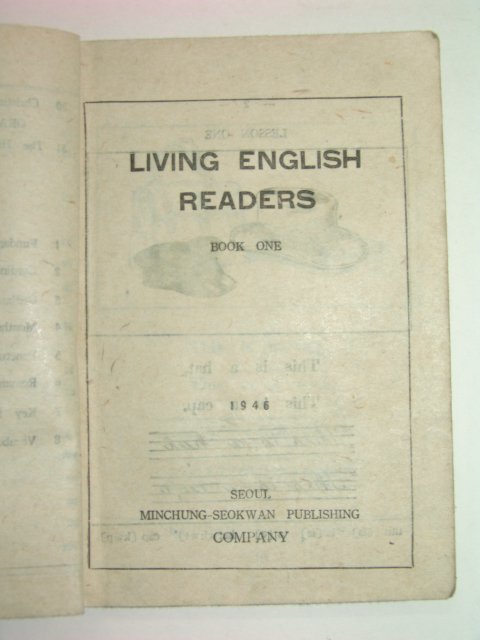 LIVING ENGLISH
READERS
BOOK ONE
1946
SEOUL
MINCHUNG-SEOKWAN PUBLISHING
COMPANY